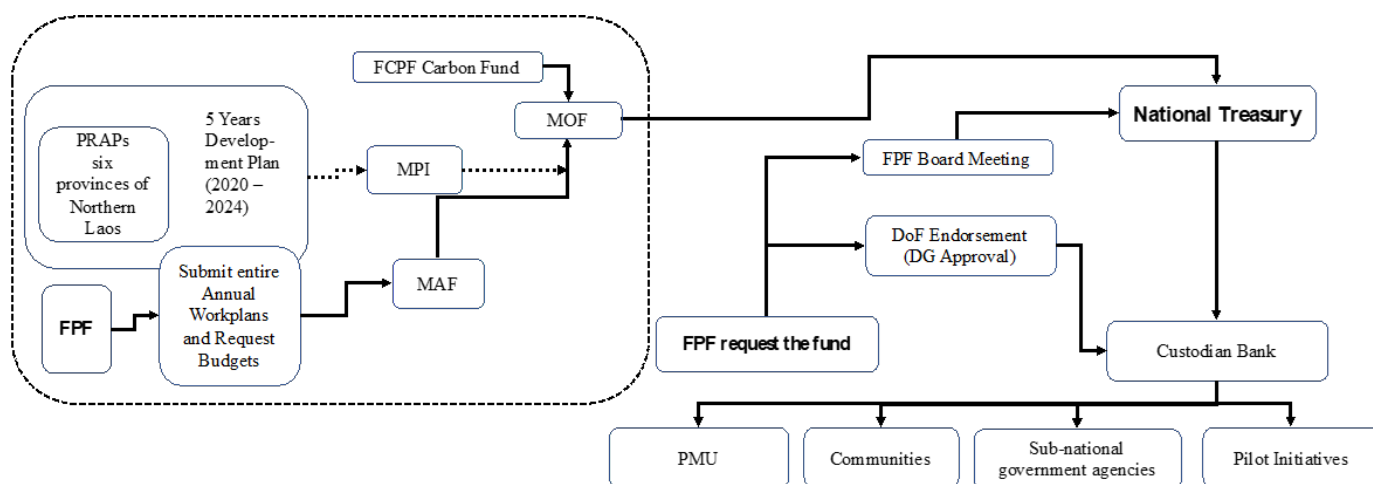 FCPF Carbon Fund
MOF
PRAPs
six
provinces of
Northern
Laos
5 Years
Develop-
ment Plan
(2020 –
2024)
MPI
FPF
Submit entire
Annual
Workplans
and Request
Budgets
MAF
National Treasury
FPF Board Meeting
DoF Endorsement
(DG Approval)
FPF request the fund
Custodian Bank
PMU
Communities
Sub-national
government agencies
Pilot Initiatives